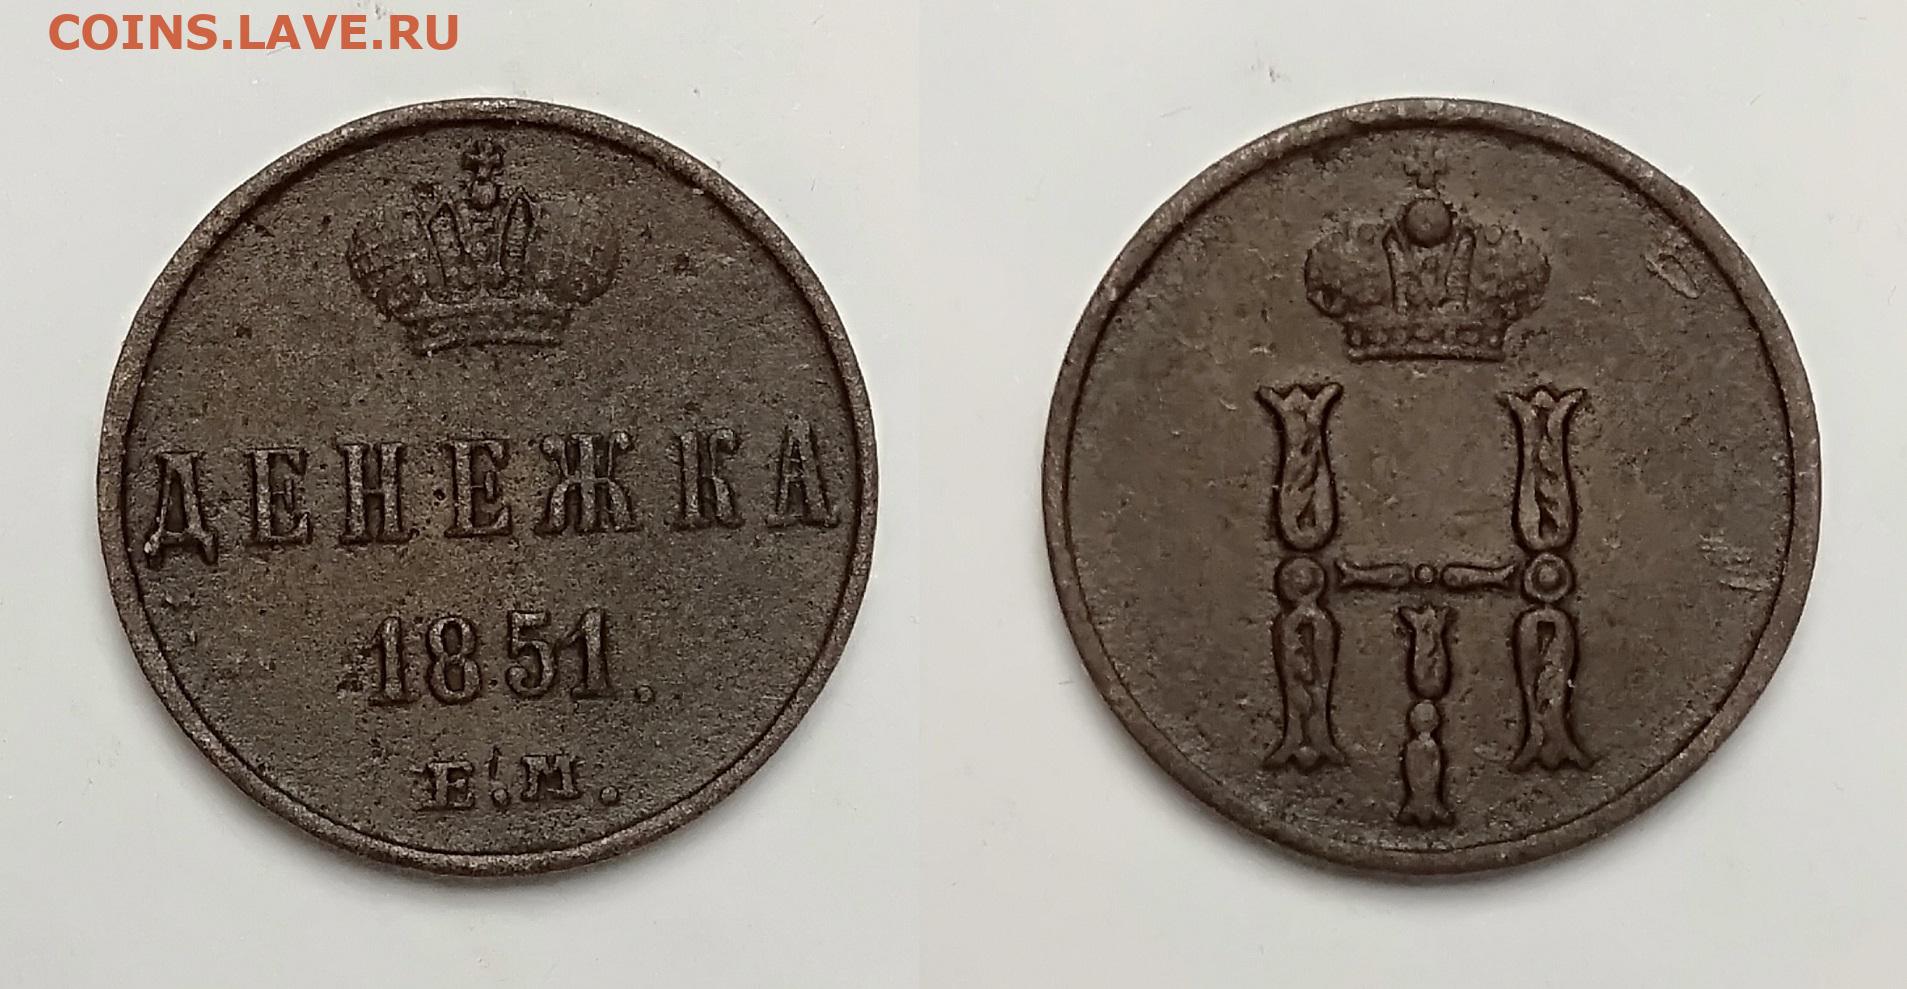 COINS.LAVE.RU
ДЕНЕЖКА
1851.
Е.М.
Н
I